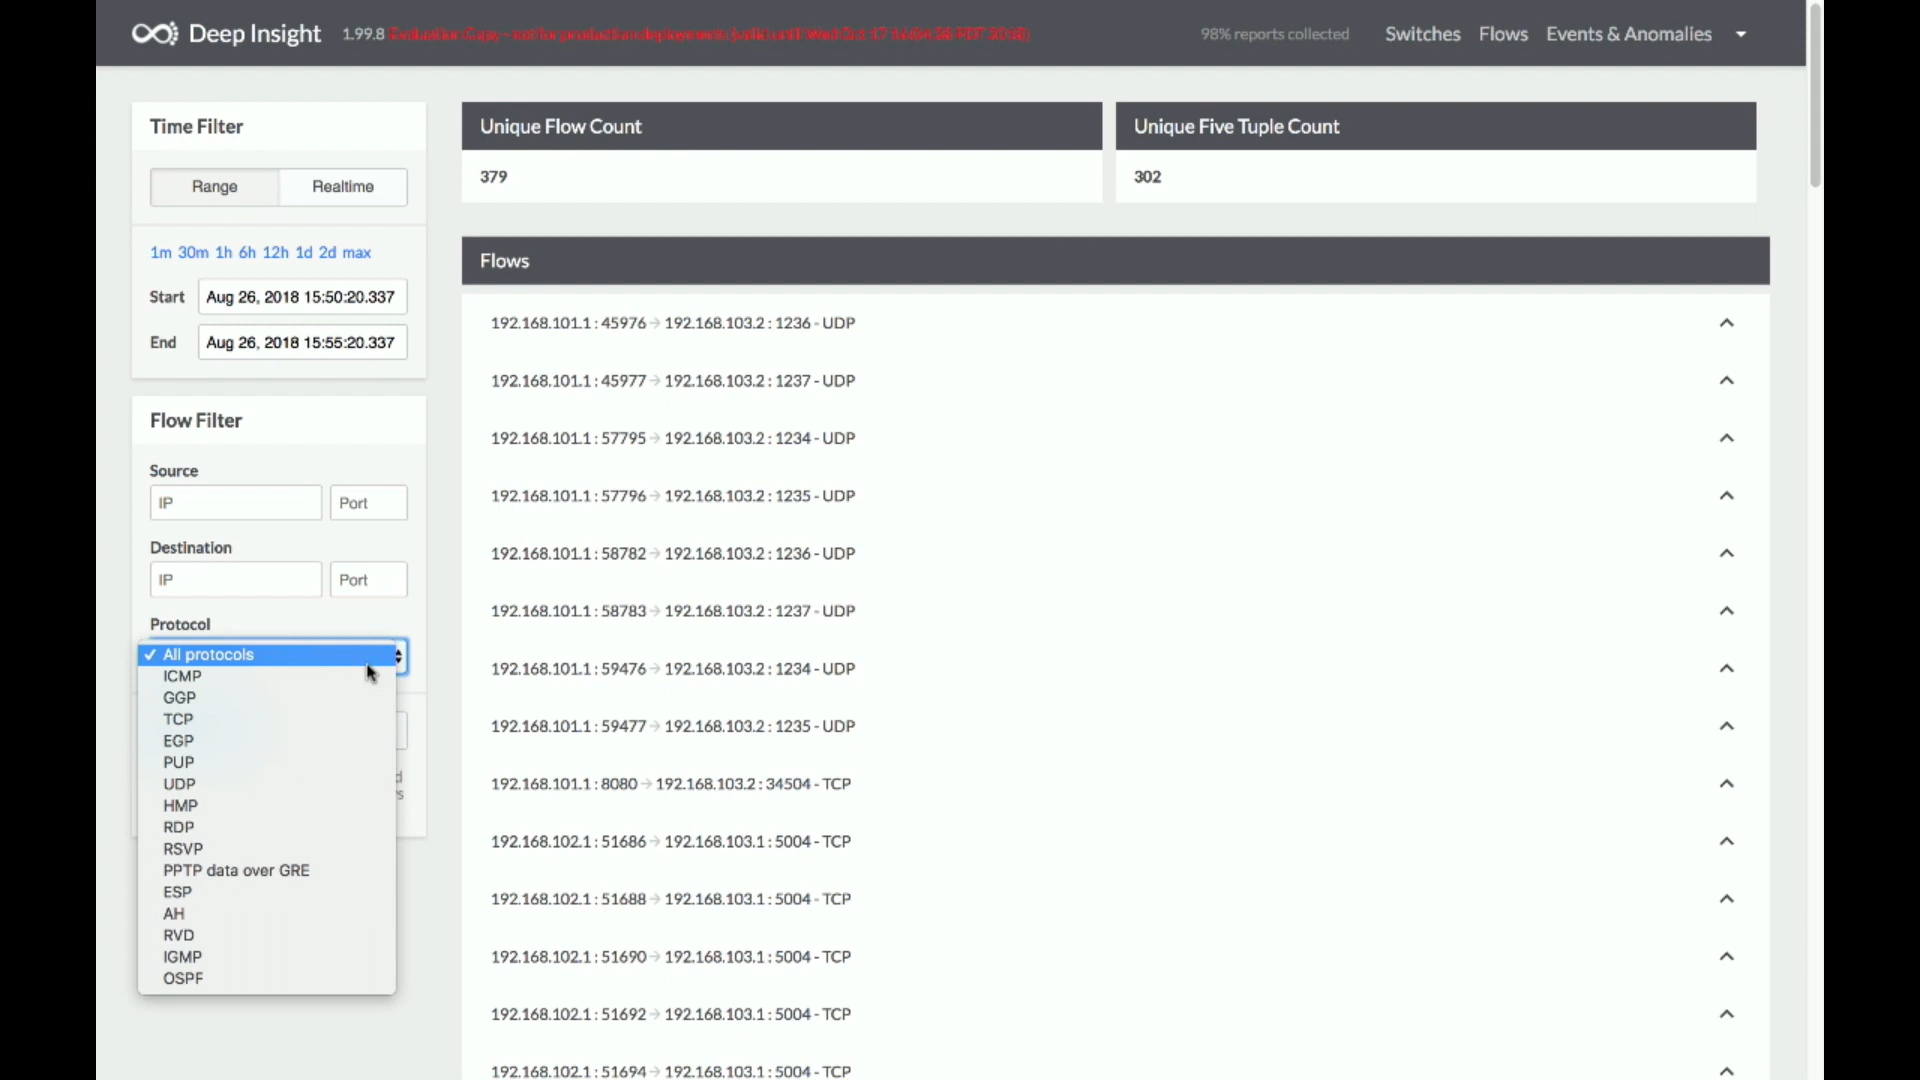 Deep Insight 1.99.8 Evaluation Copy - not for production deployment (valid until Wed Oct 17
98% reports collected
Switches
Flows
Events & Anomalies
Time Filter
Range
Realtime
1m 30m 1h 6h 12h 1d 2d max
Start
Aug 26, 2018 15:50:20.337
End
Aug 26, 2018 15:55:20.337
Flow Filter
Source
IP
Port
Destination
IP
Port
Protocol
✓ All protocols
ICMP
GGP
TCP
EGP
PUP
UDP
HMP
RDP
RSVP
PPTP data over GRE
ESP
AH
RVD
IGMP
OSPF
Unique Flow Count
379
Unique Five Tuple Count
302
Flows
192.168.101.1 : 45976 → 192.168.103.2 : 1236 - UDP
192.168.101.1 : 45977 → 192.168.103.2 : 1237 - UDP
192.168.101.1 : 57795 → 192.168.103.2 : 1234 - UDP
192.168.101.1 : 57796 → 192.168.103.2 : 1235 - UDP
192.168.101.1 : 58782 → 192.168.103.2 : 1236 - UDP
192.168.101.1 : 58783 → 192.168.103.2 : 1237 - UDP
192.168.101.1 : 59476 → 192.168.103.2 : 1234 - UDP
192.168.101.1 : 59477 → 192.168.103.2 : 1235 - UDP
192.168.101.1 : 8080 → 192.168.103.2 : 34504 - TCP
192.168.102.1 : 51686 → 192.168.103.1 : 5004 - TCP
192.168.102.1 : 51688 → 192.168.103.1 : 5004 - TCP
192.168.102.1 : 51690 → 192.168.103.1 : 5004 - TCP
192.168.102.1 : 51692 → 192.168.103.1 : 5004 - TCP
192.168.102.1 : 51694 → 192.168.103.1 : 5004 - TCP